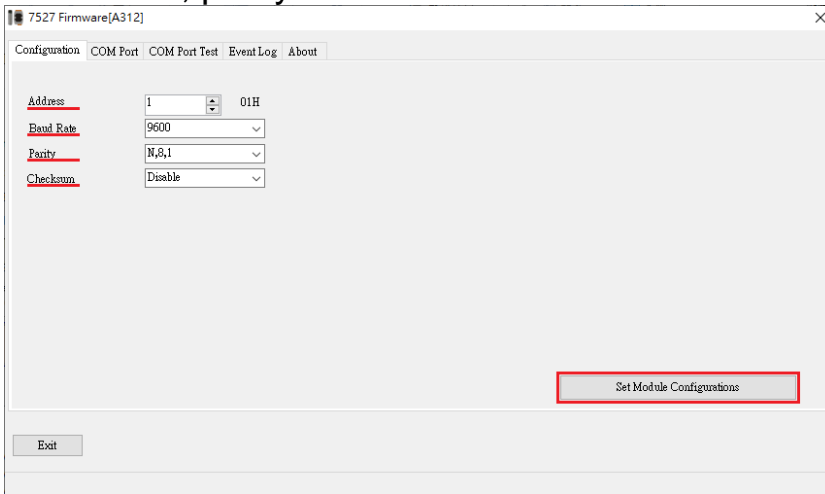 7527 Firmware[A312]
Configuration COM Port COM Port Test Event Log About
Address 1 01H
Baud Rate 9600
Parity N,8,1
Checksum Disable
Set Module Configurations
Exit